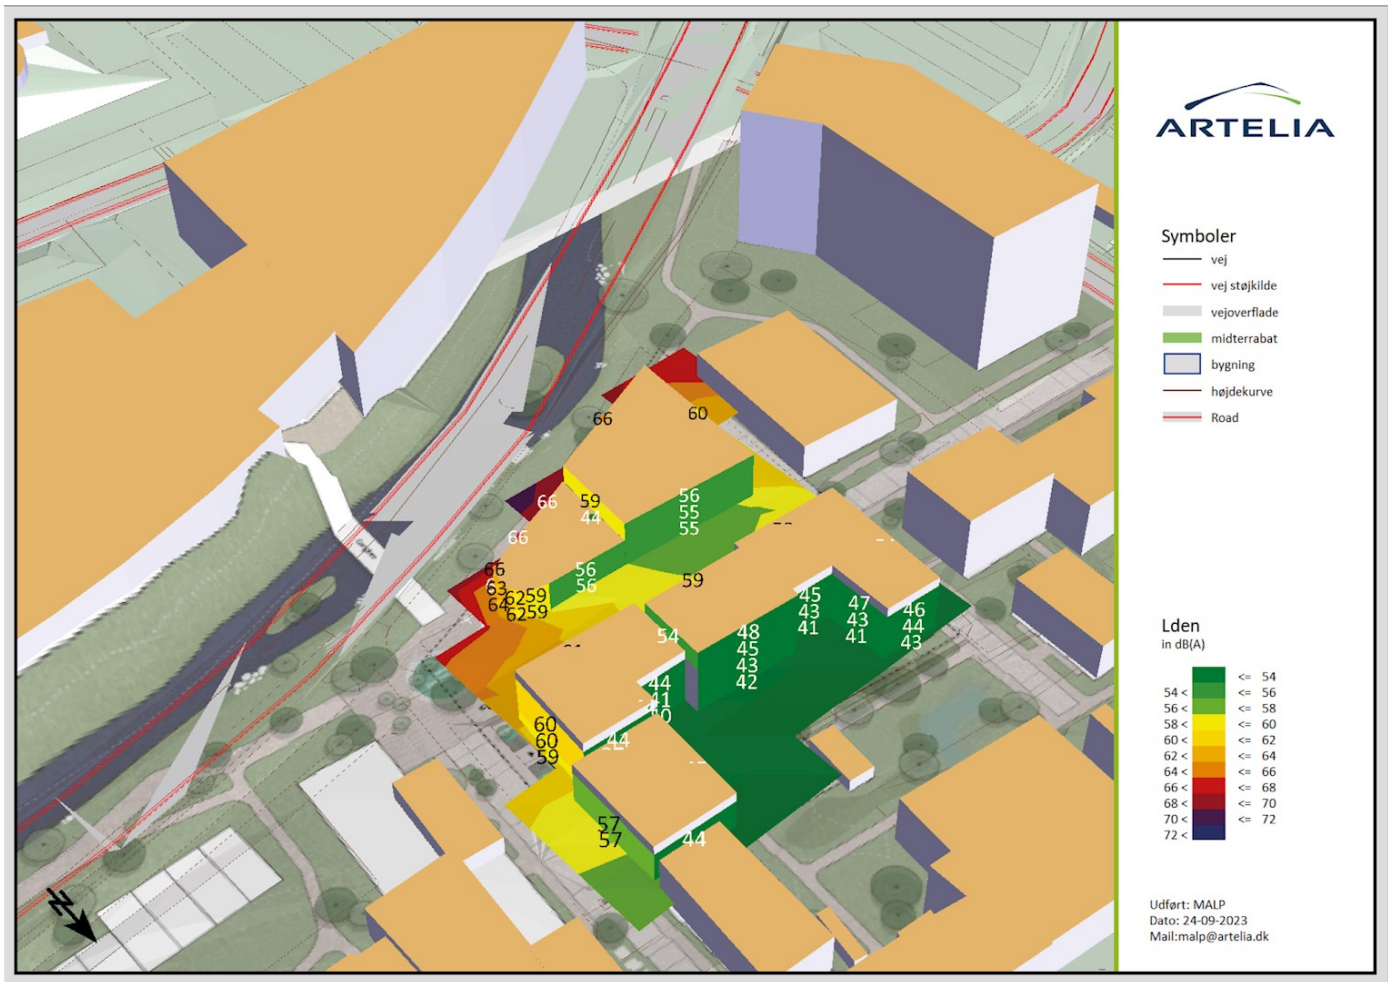 ARTELIA
Symboler
vej
vej støjkilde
vejoverflade
midterrabat
bygning
højdekurve
Road
66
60
66
59
44
56
55
55
66
66
63
64
62
59
62
59
56
56
59
54
48
45
43
42
45
43
41
47
43
41
46
44
43
44
41
44
60
60
59
57
57
44
Lden
in dB(A)
<= 54
54 < <= 56
56 < <= 58
58 < <= 60
60 < <= 62
62 < <= 64
64 < <= 66
66 < <= 68
68 < <= 70
70 < <= 72
72 <
N
Udført: MALP
Dato: 24-09-2023
Mail:malp@artelia.dk